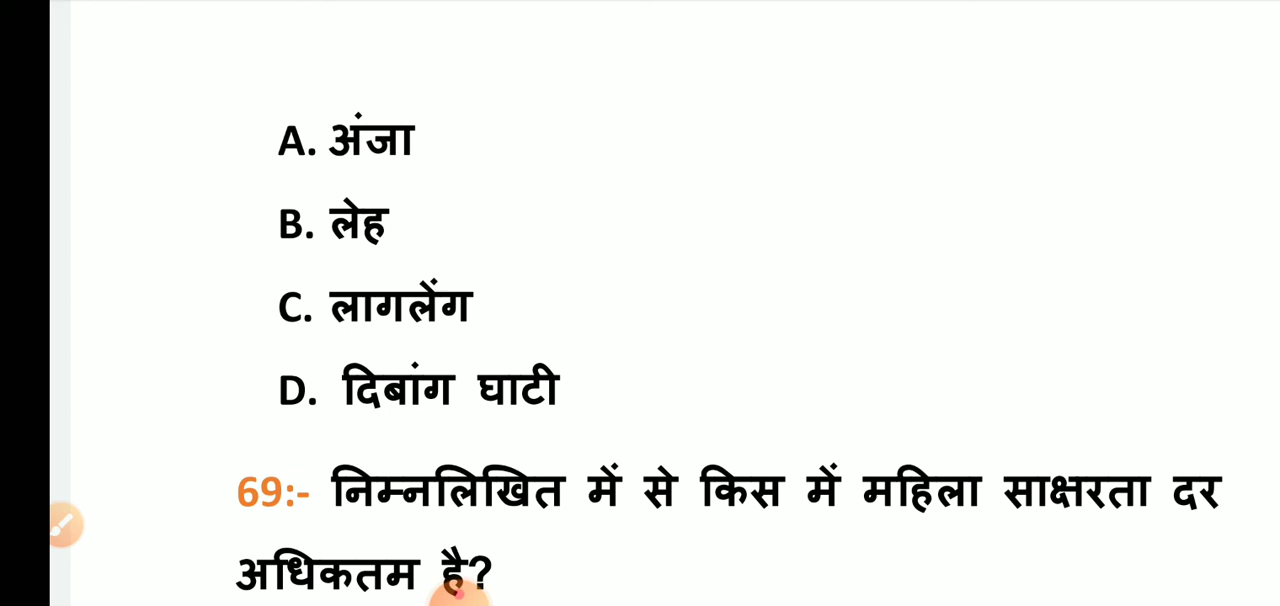 A. अंजा
B. लेह
C. लागलेंग
D. दिबांग घाटी
69:- निम्नलिखित में से किस में महिला साक्षरता दर
अधिकतम है?